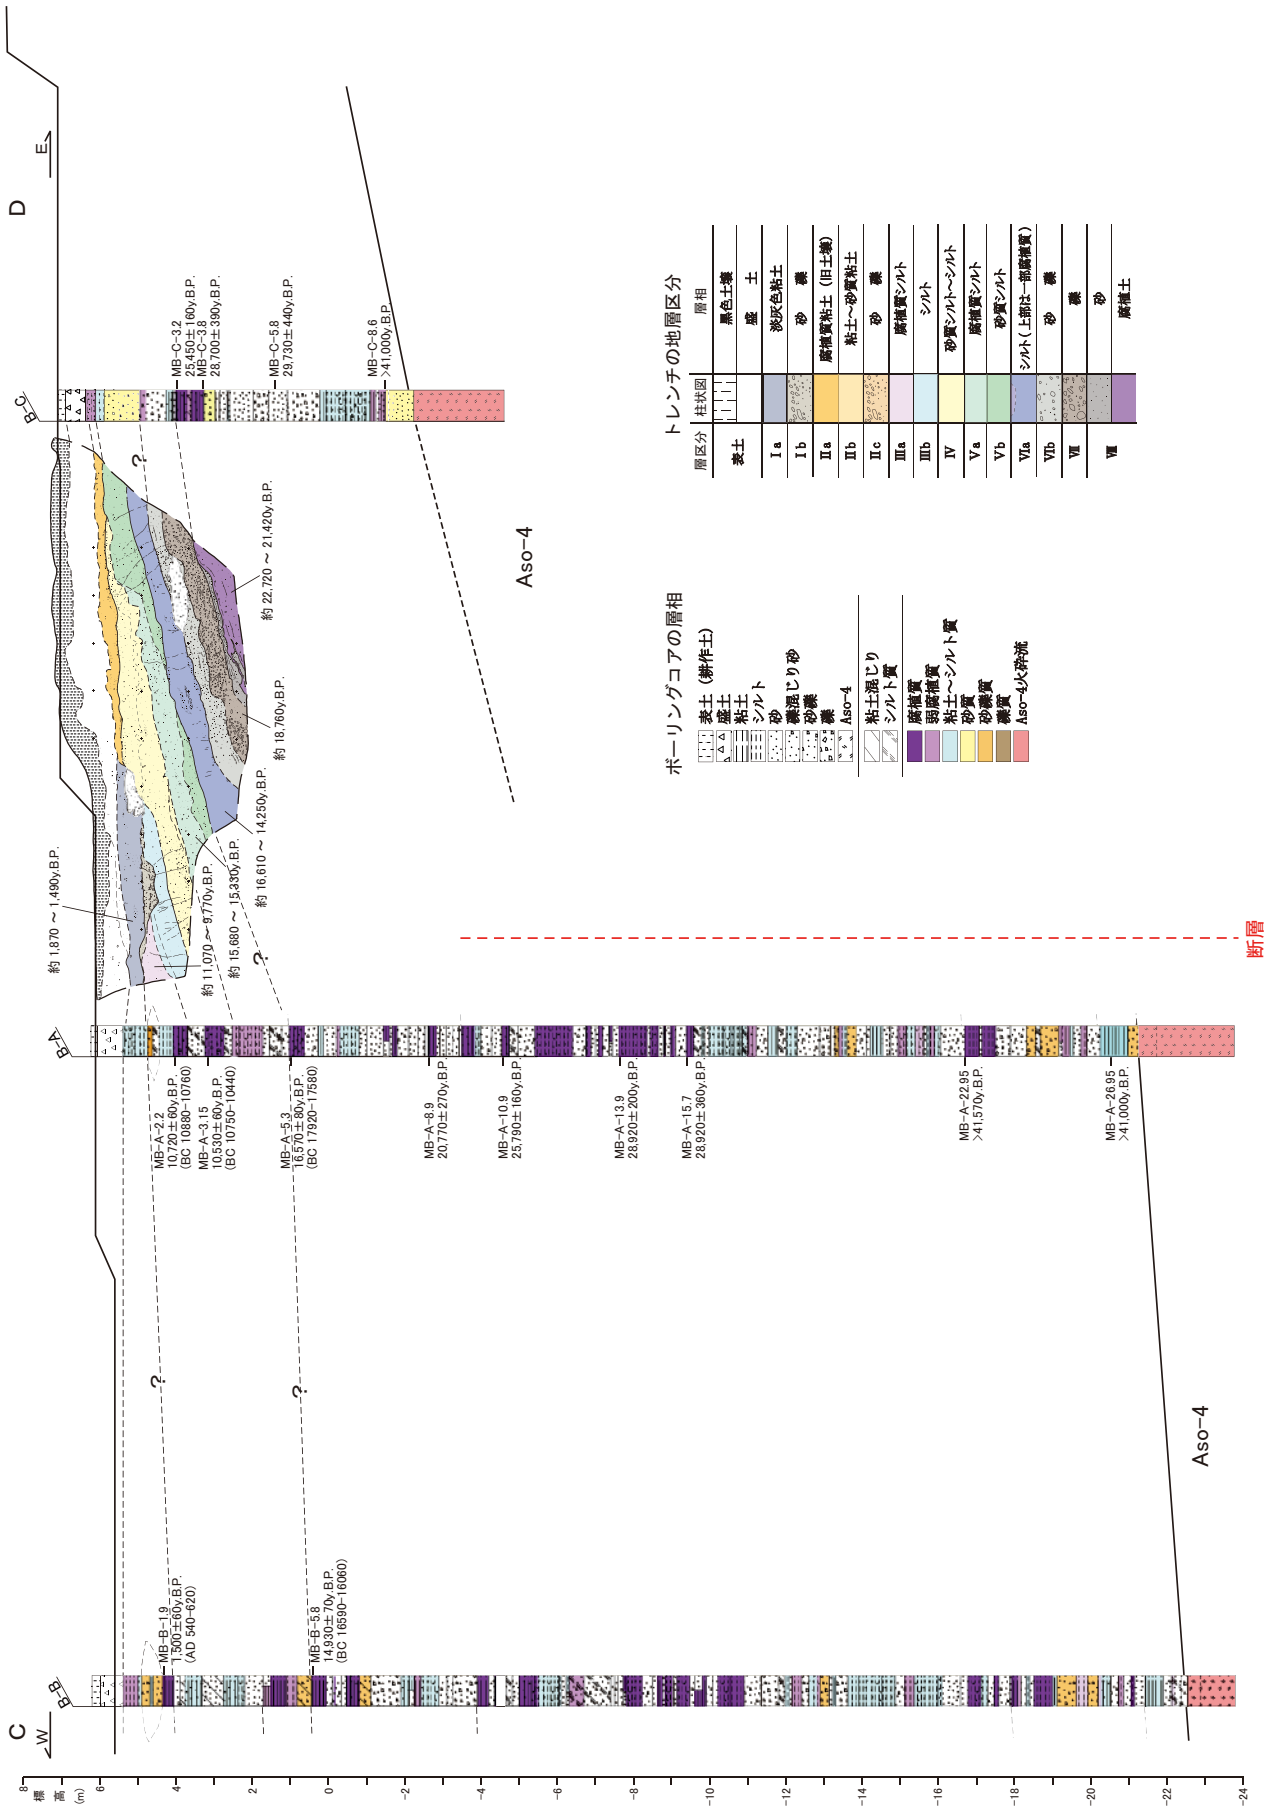 C
W
D
E
標
高
(m)
8
6
4
2
0
-2
-4
-6
-8
-10
-12
-14
-16
-18
-20
-22
-24
B-B
MB-B-1.9
1,500±60y.B.P.
(AD 540-620)
MB-B-5.8
14,930±70y.B.P.
(BC 16590-16060)
?
?
Aso-4
B-A
MB-A-2.2
10,720±60y.B.P.
(BC 10880-10760)
MB-A-3.15
10,530±60y.B.P.
(BC 10750-10440)
MB-A-5.3
16,570±80y.B.P.
(BC 17920-17580)
MB-A-8.9
20,770±270y.B.P.
MB-A-10.9
25,790±160y.B.P.
MB-A-13.9
28,920±200y.B.P.
MB-A-15.7
28,920±360y.B.P.
MB-A-22.95
>41,570y.B.P.
MB-A-26.95
>41,000y.B.P.
断層
約 1,870 ～ 1,490y.B.P.
約 11,070 ～ 9,770y.B.P.
約 15,680 ～ 15,330y.B.P.
?
約 16,610 ～ 14,250y.B.P.
約 18,760y.B.P.
約 22,720 ～ 21,420y.B.P.
?
Aso-4
B-C
MB-C-3.2
25,450±160y.B.P.
MB-C-3.8
28,700±390y.B.P.
MB-C-5.8
29,730±440y.B.P.
MB-C-8.6
>41,000y.B.P.
ボーリングコアの層相
表土 (耕作土)
盛土
粘土
シルト
砂
礫混じり砂
砂礫
礫
Aso-4
粘土混じり
シルト質
腐植質
弱腐植質
粘土～シルト質
砂質
砂礫質
礫質
Aso-4火砕流
トレンチの地層区分
層区分 柱状図 層相
表土 黒色土壌
盛 土
Ⅰa 淡灰色粘土
Ⅰb 砂 礫
Ⅱa 腐植質粘土 (旧土壌)
Ⅱb 粘土～砂質粘土
Ⅱc 砂 礫
Ⅲa 腐植質シルト
Ⅲb シルト
Ⅳ 砂質シルト～シルト
Ⅴa 腐植質シルト
Ⅴb 砂質シルト
Ⅵa シルト(上部は一部腐植質)
Ⅵb 砂 礫
Ⅶ 礫
Ⅷ 砂
腐植土